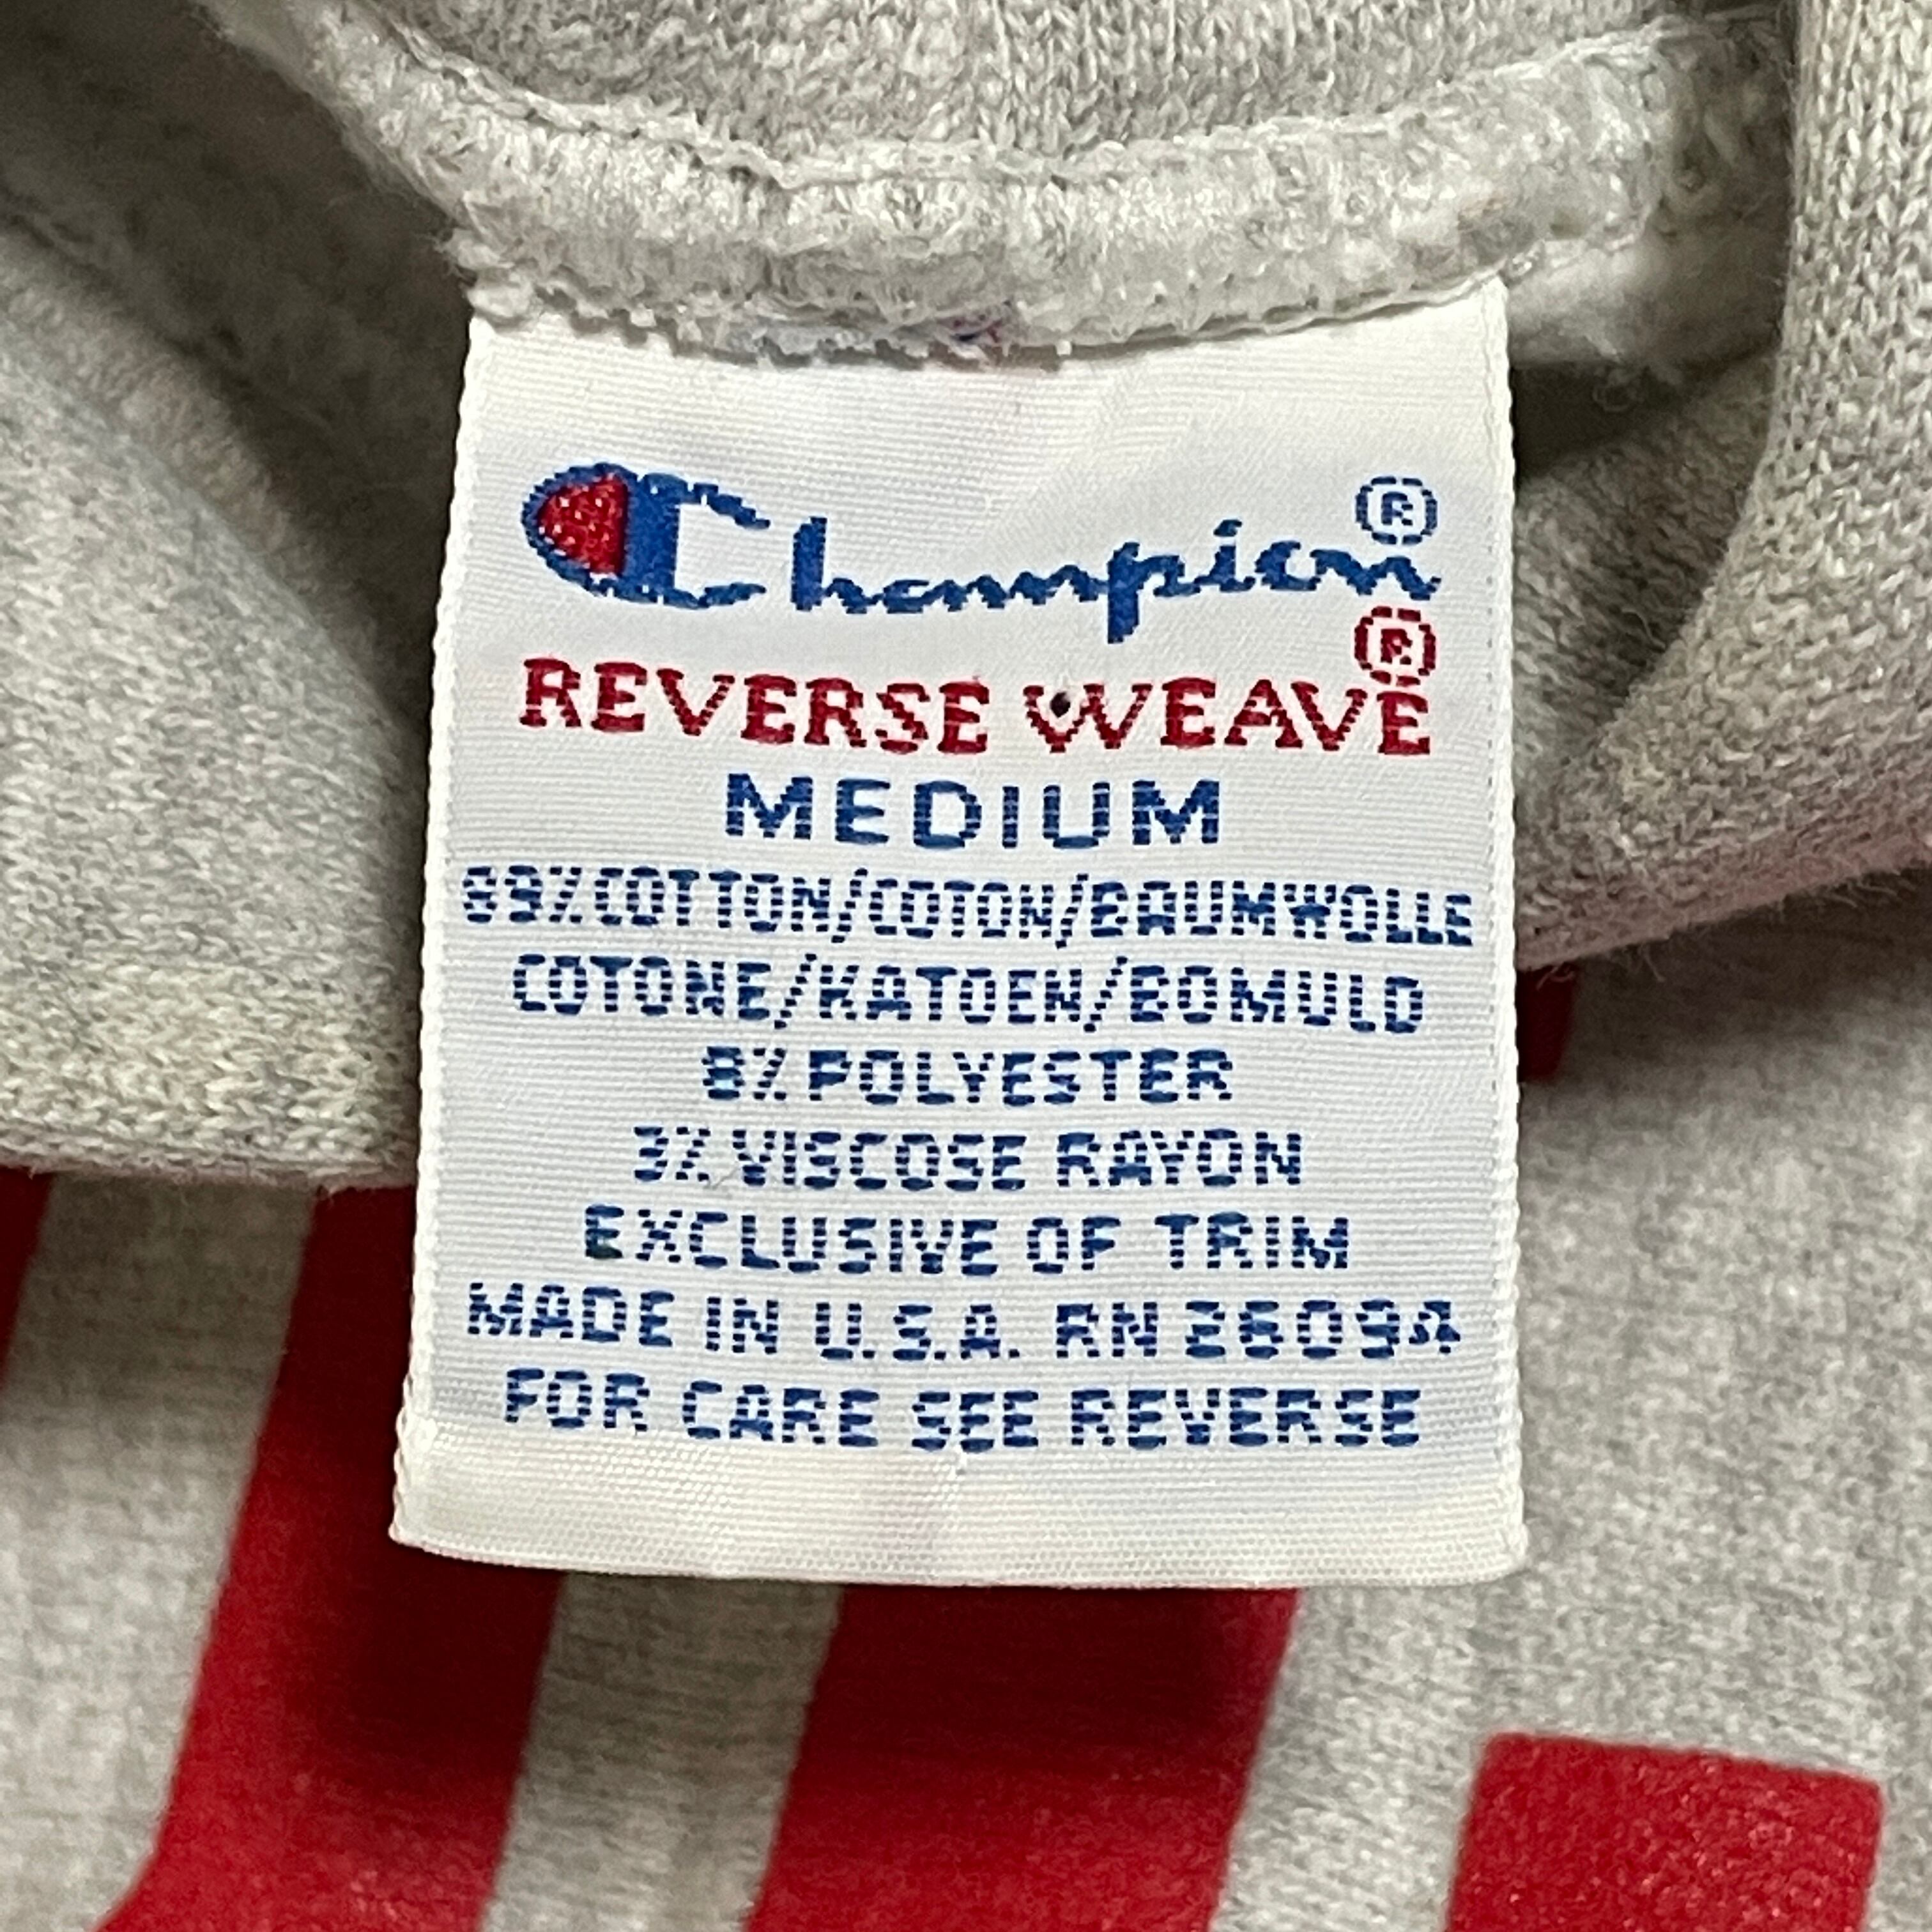 Champion®
REVERSE WEAVE®
MEDIUM
89% COTTON/COTON/BAUMWOLLE
COTONE/KATOEN/BOMULD
8% POLYESTER
3% VISCOSE RAYON
EXCLUSIVE OF TRIM
MADE IN U.S.A. RN 26094
FOR CARE SEE REVERSE